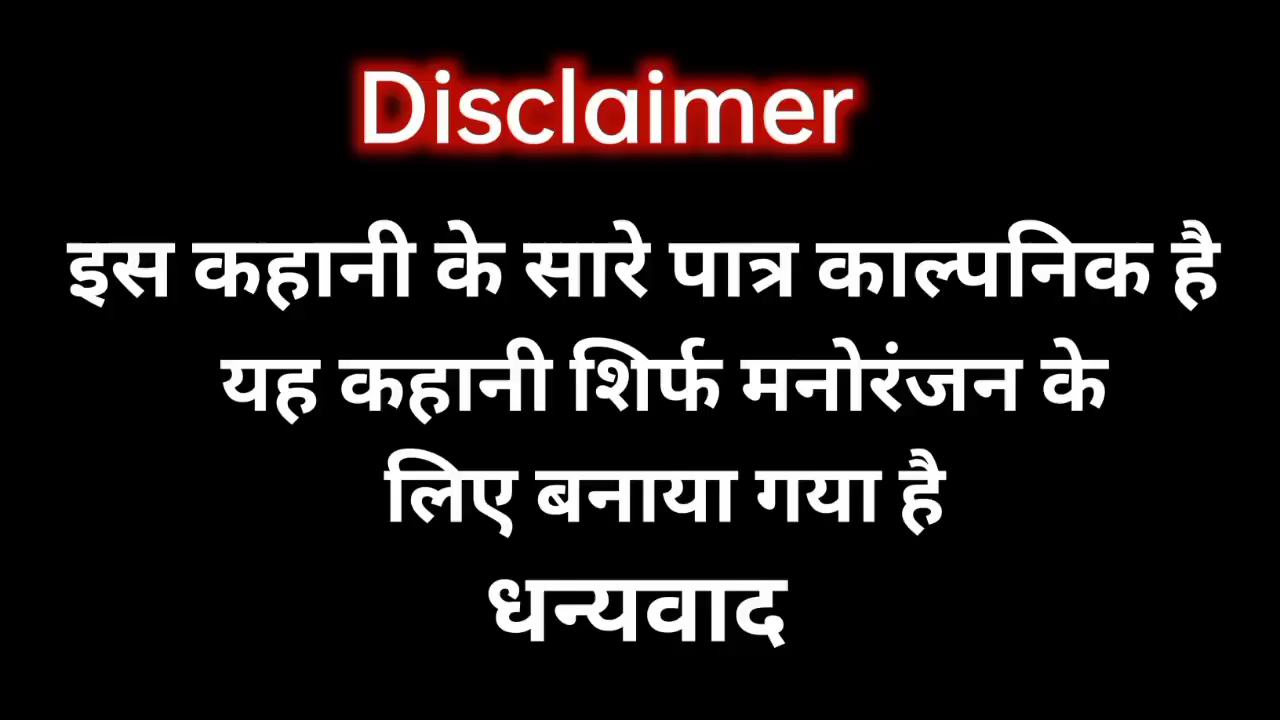 Disclaimer
इस कहानी के सारे पात्र काल्पनिक है
यह कहानी शिर्फ मनोरंजन के
लिए बनाया गया है
धन्यवाद